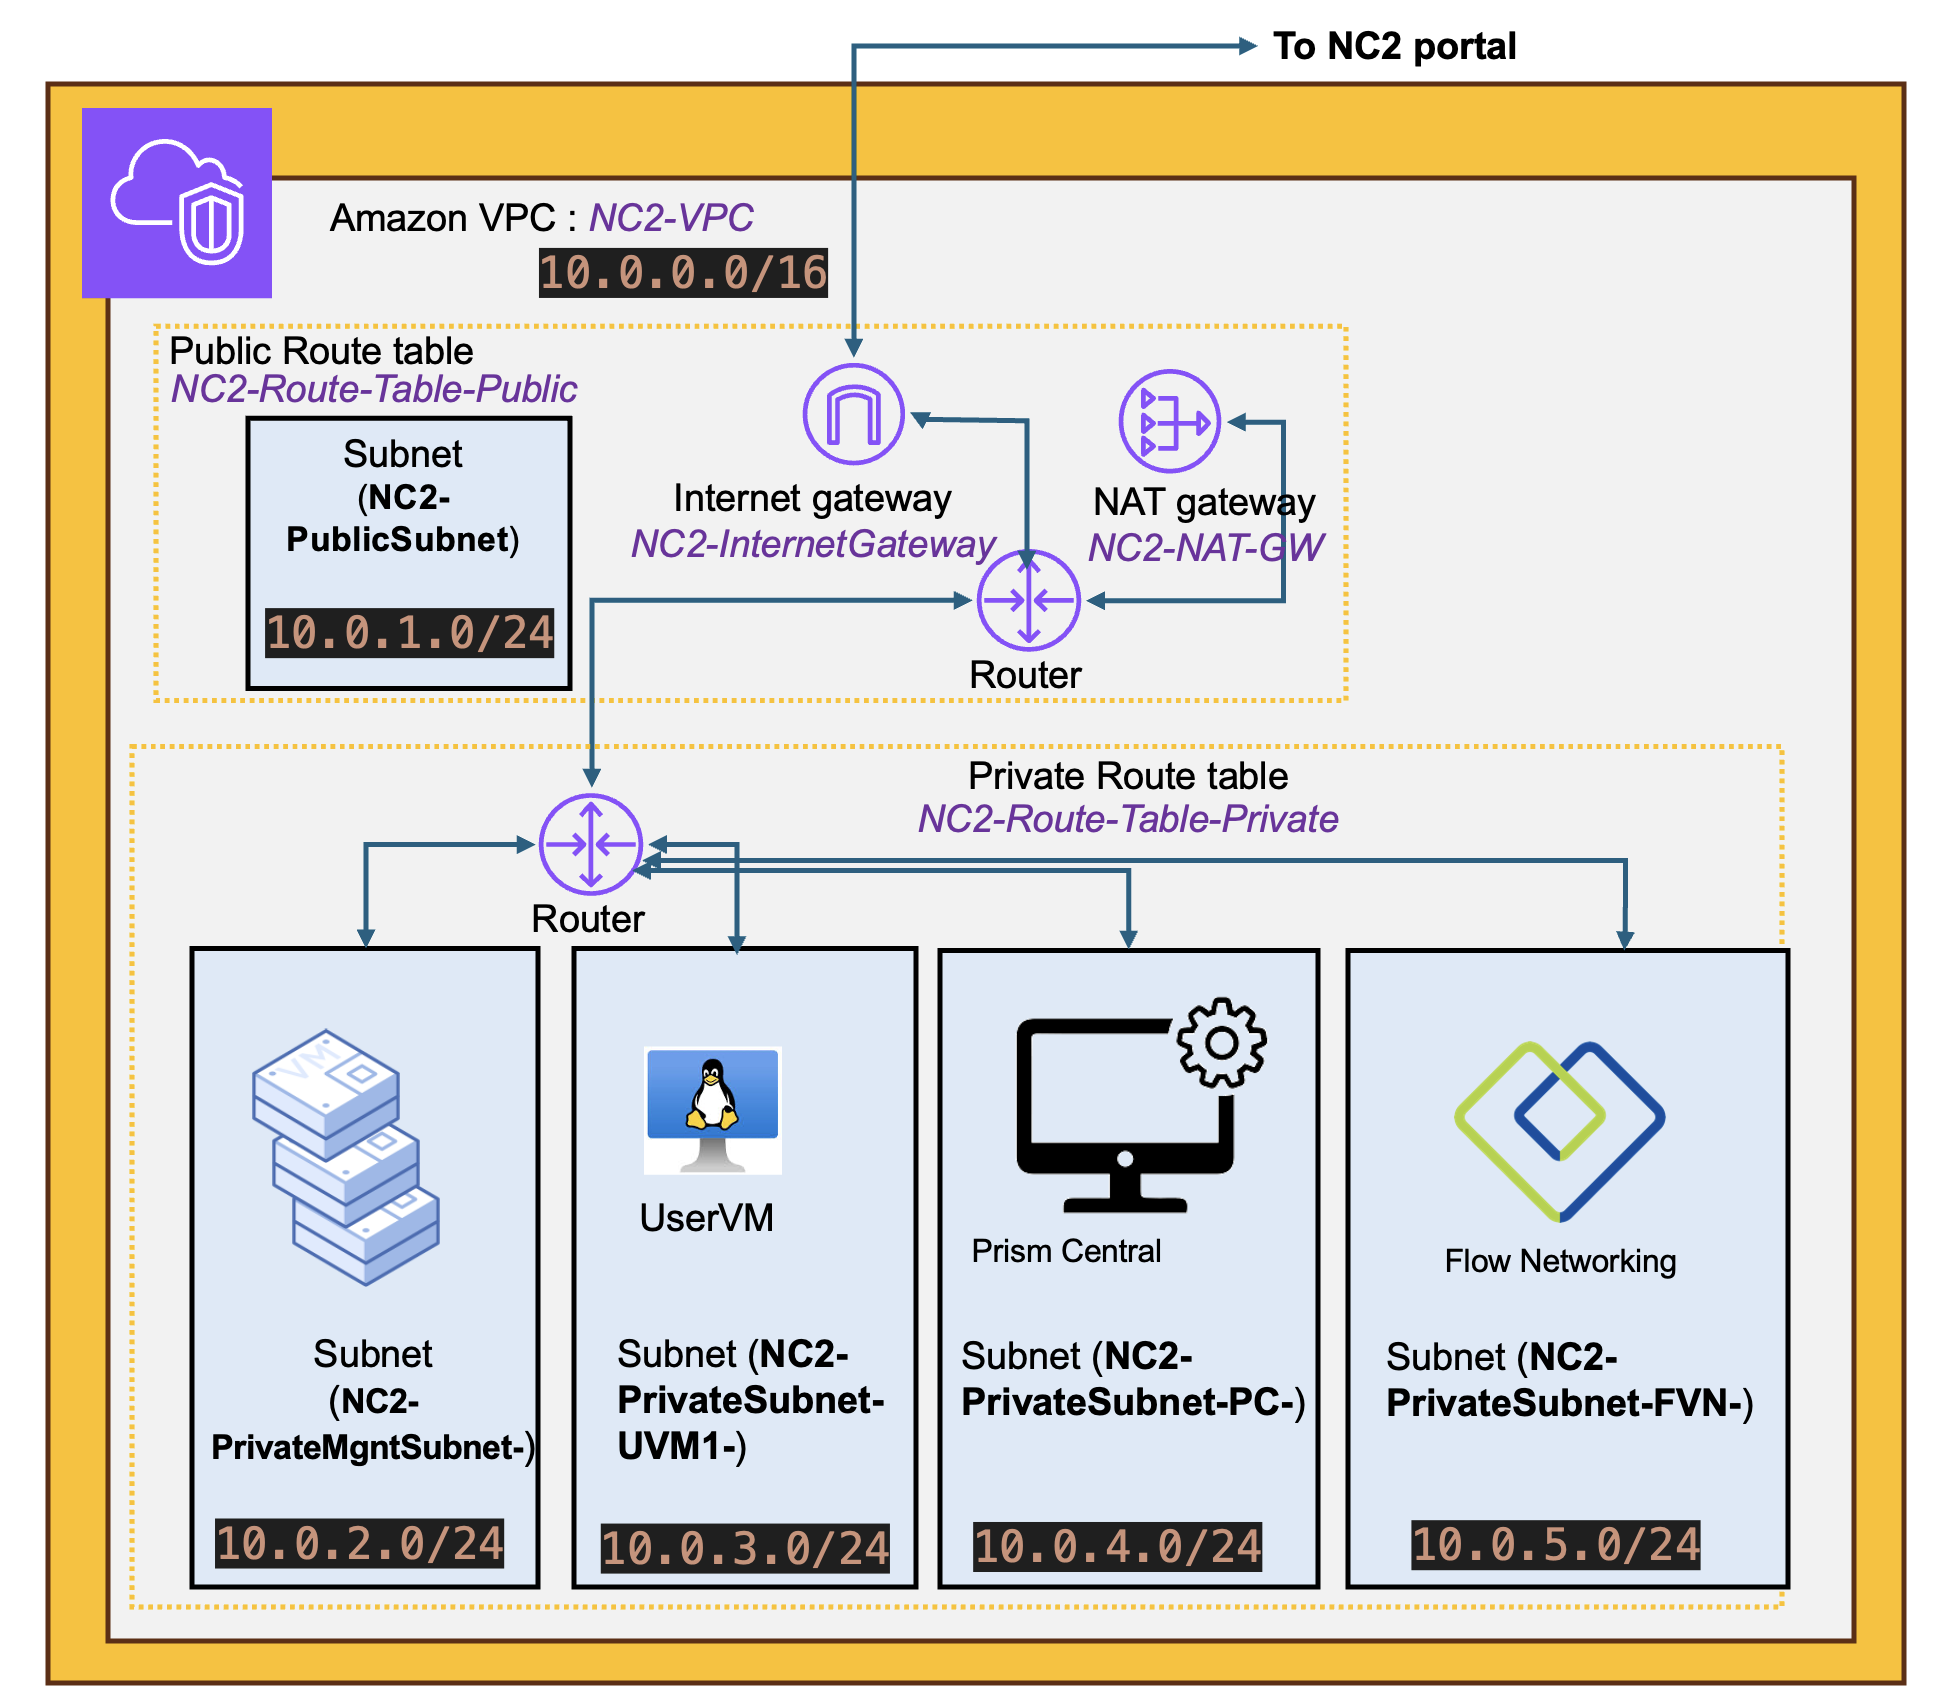 To NC2 portal
Amazon VPC : NC2-VPC
10.0.0.0/16
Public Route table
NC2-Route-Table-Public
Subnet
(NC2-
PublicSubnet)
10.0.1.0/24
Internet gateway
NC2-InternetGateway
NAT gateway
NC2-NAT-GW
Router
Private Route table
NC2-Route-Table-Private
Router
VM
Subnet
(NC2-
PrivateMgntSubnet-)
10.0.2.0/24
UserVM
Subnet (NC2-
PrivateSubnet-
UVM1-)
10.0.3.0/24
Prism Central
Subnet (NC2-
PrivateSubnet-PC-)
10.0.4.0/24
Flow Networking
Subnet (NC2-
PrivateSubnet-FVN-)
10.0.5.0/24